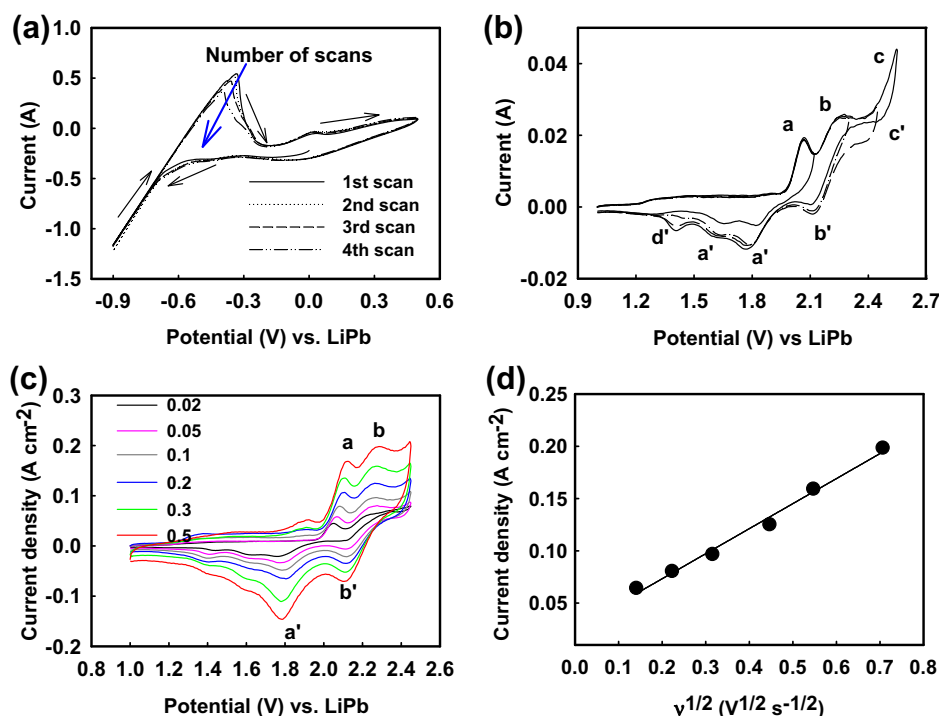 (a)
Number of scans
1.0
0.5
0.0
-0.5
-1.0
-1.5
Current (A)
1st scan
2nd scan
3rd scan
4th scan
-0.9 -0.6 -0.3 0.0 0.3 0.6
Potential (V) vs. LiPb
(b)
0.04
0.02
0.00
-0.02
Current (A)
a
b
c
c'
d'
a'
a'
b'
0.9 1.2 1.5 1.8 2.1 2.4 2.7
Potential (V) vs LiPb
(c)
0.3
0.2
0.1
0.0
-0.1
-0.2
Current density (A cm-2)
0.02
0.05
0.1
0.2
0.3
0.5
a
b
a'
b'
0.8 1.0 1.2 1.4 1.6 1.8 2.0 2.2 2.4 2.6
Potential (V) vs. LiPb
(d)
0.25
0.20
0.15
0.10
0.05
Current density (A cm-2)
0.0 0.1 0.2 0.3 0.4 0.5 0.6 0.7 0.8
ν1/2 (V1/2 s-1/2)